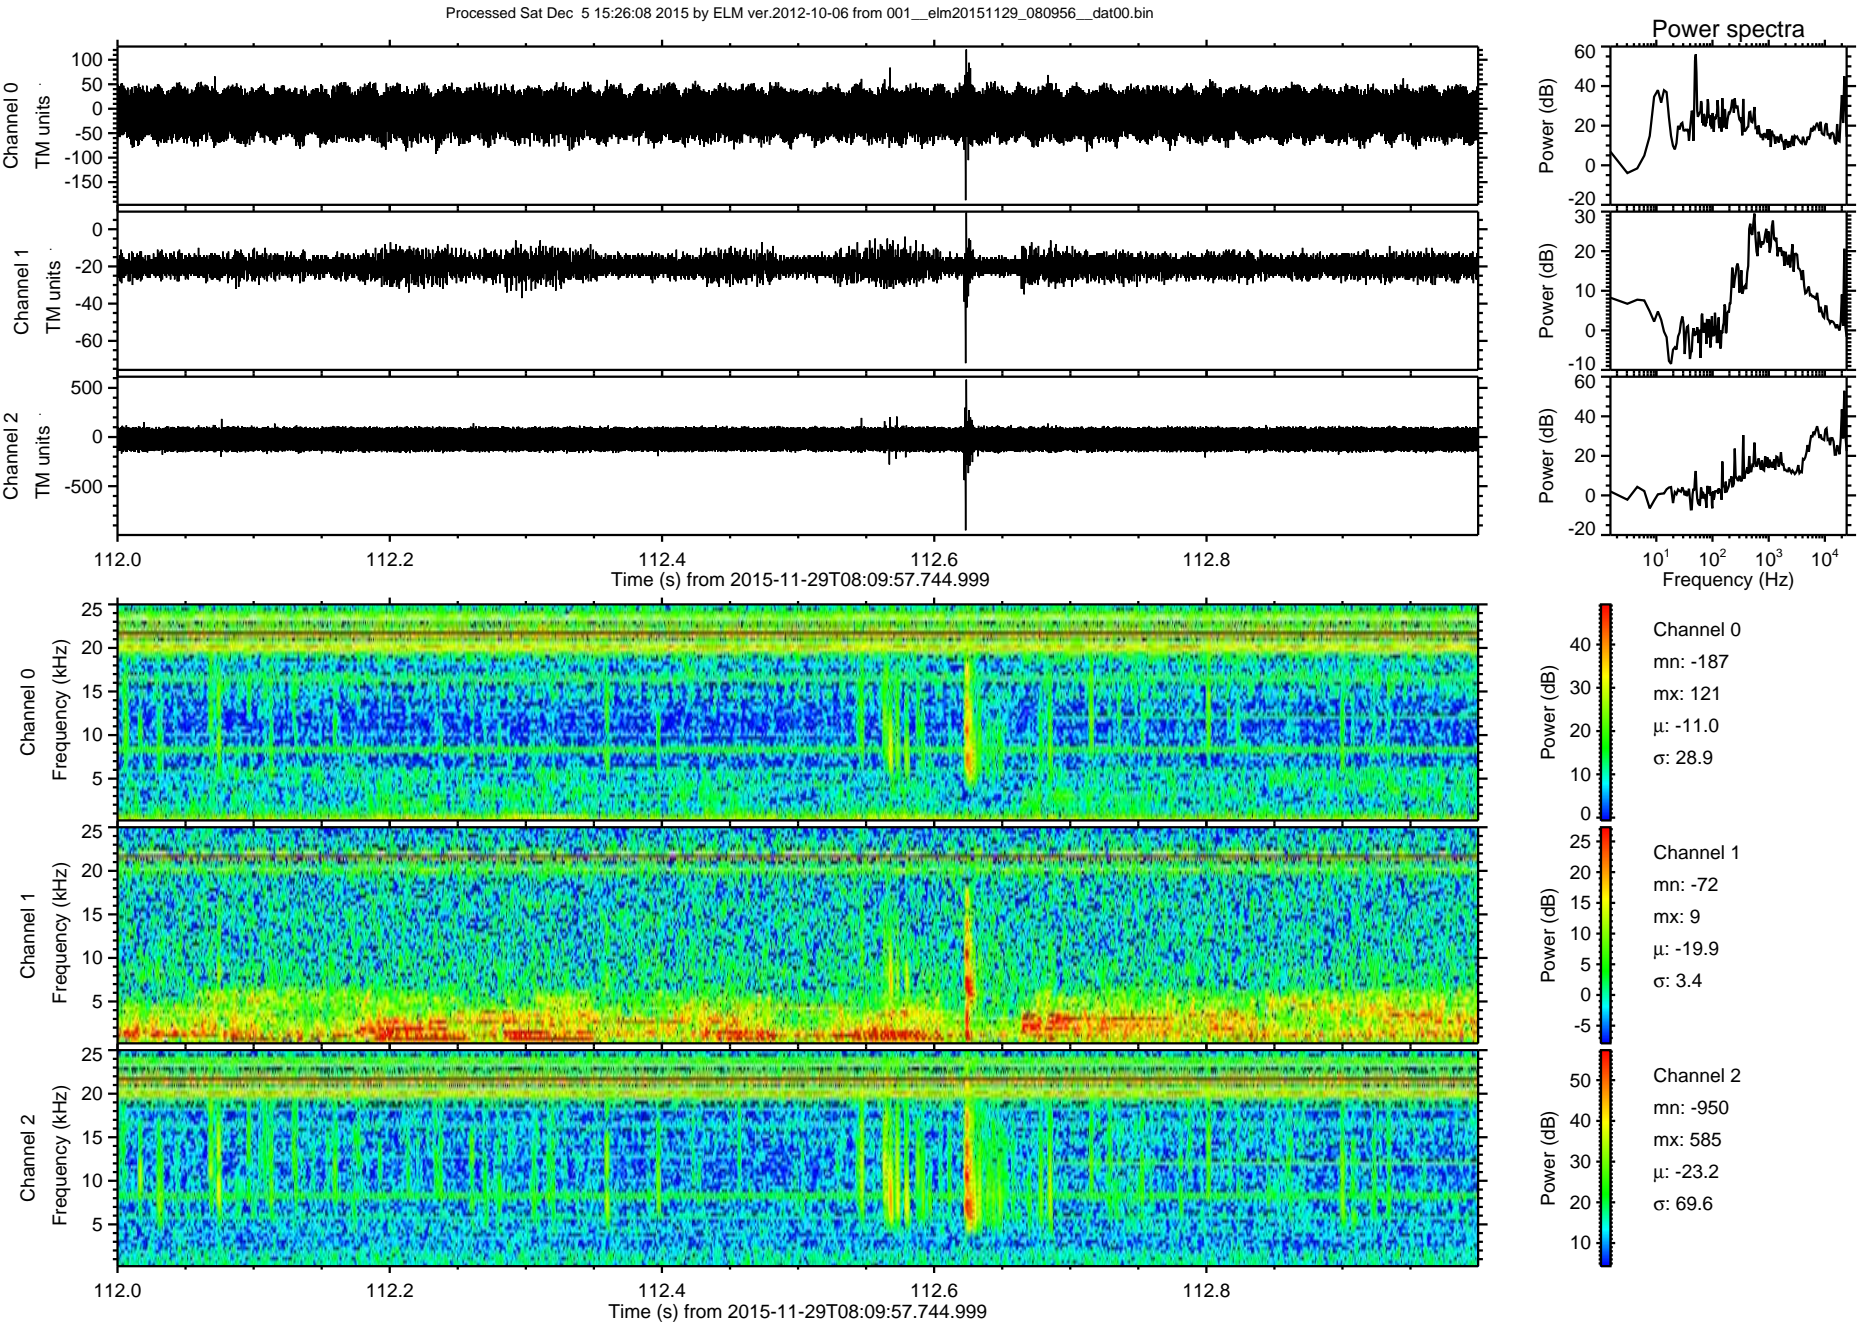 Processed Sat Dec  5 15:26:08 2015 by ELM ver.2012-10-06 from 001__elm20151129_080956__dat00.bin
Power spectra
Channel 0
TM units
100
50
0
-50
-100
-150
Power (dB)
60
40
20
0
-20
Channel 1
TM units
0
-20
-40
-60
Power (dB)
30
20
10
0
-10
Channel 2
TM units
500
0
-500
Power (dB)
60
40
20
0
-20
112.0 112.2 112.4 112.6 112.8
Time (s) from 2015-11-29T08:09:57.744.999
10^1 10^2 10^3 10^4
Frequency (Hz)
Channel 0
Frequency (kHz)
25
20
15
10
5
Power (dB)
40
30
20
10
0
Channel 0
mn: -187
mx: 121
μ: -11.0
σ: 28.9
Channel 1
Frequency (kHz)
25
20
15
10
5
Power (dB)
25
20
15
10
5
0
-5
Channel 1
mn: -72
mx: 9
μ: -19.9
σ: 3.4
Channel 2
Frequency (kHz)
25
20
15
10
5
Power (dB)
50
40
30
20
10
Channel 2
mn: -950
mx: 585
μ: -23.2
σ: 69.6
112.0 112.2 112.4 112.6 112.8
Time (s) from 2015-11-29T08:09:57.744.999